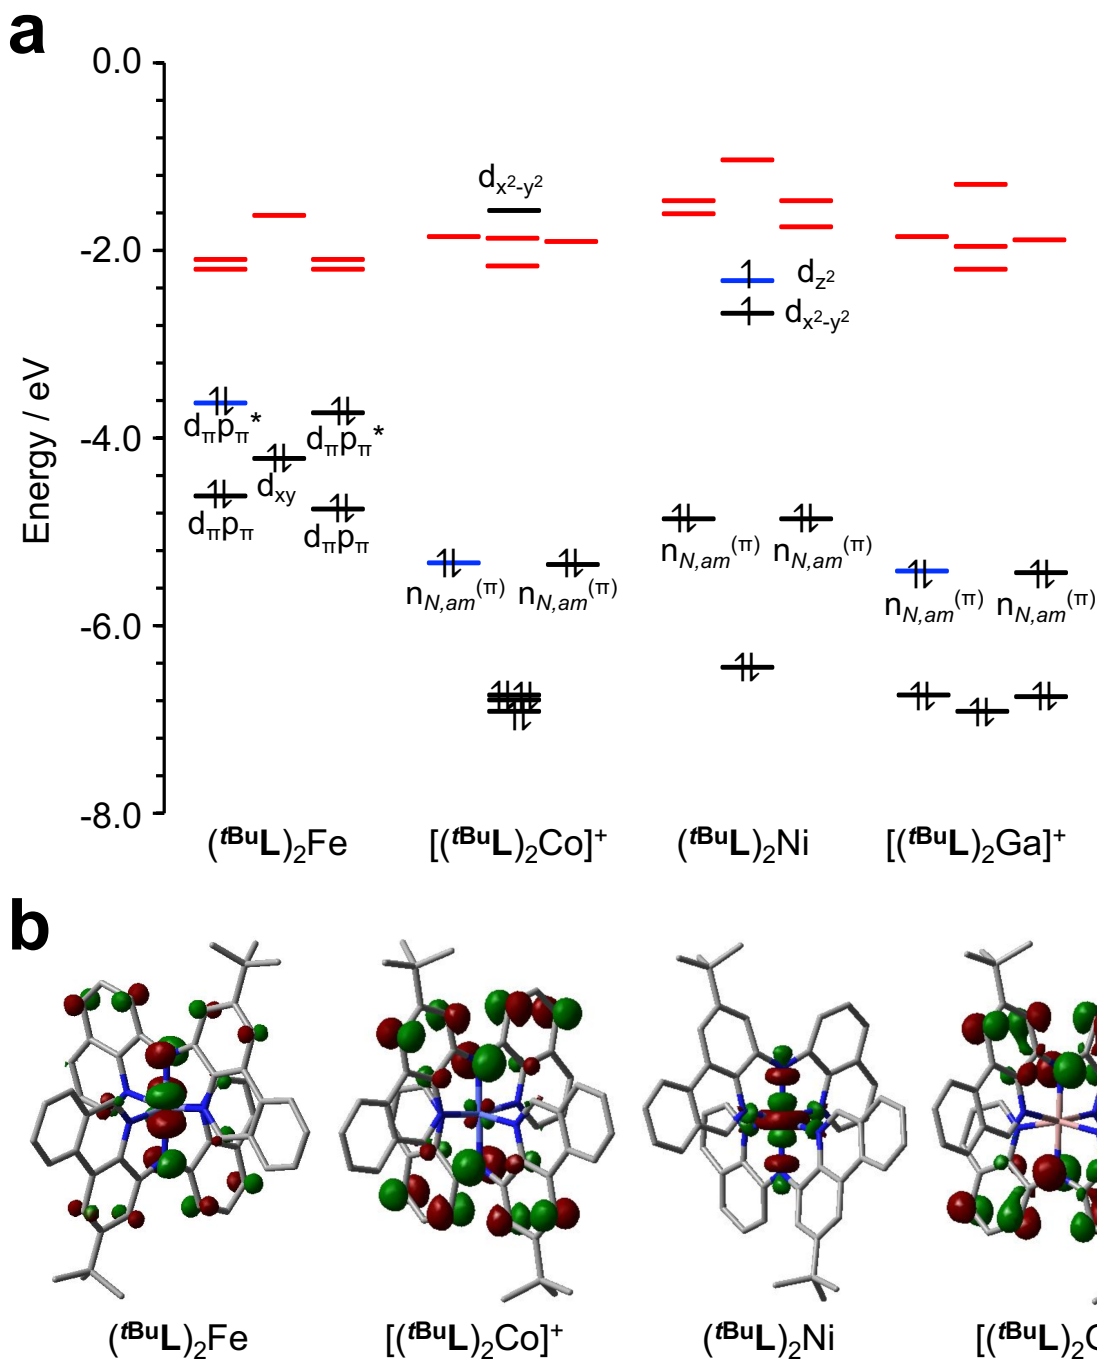 a
0.0
-2.0
-4.0
-6.0
-8.0
Energy / eV
dπpπ*
dπpπ*
dxy
dπpπ
dπpπ
dx²-y²
nN,am(π)
nN,am(π)
dz²
dx²-y²
nN,am(π)
nN,am(π)
nN,am(π)
nN,am(π)
(tBuL)2Fe
[(tBuL)2Co]+
(tBuL)2Ni
[(tBuL)2Ga]+
b
(tBuL)2Fe
[(tBuL)2Co]+
(tBuL)2Ni
[(tBuL)2